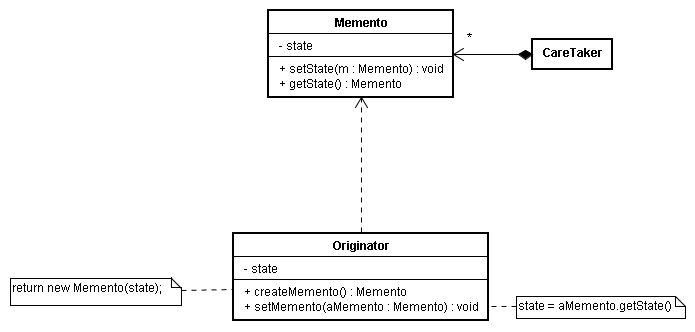 Memento
- state
+ setState(m : Memento) : void
+ getState() : Memento
*
CareTaker
Originator
- state
+ createMemento() : Memento
+ setMemento(aMemento : Memento) : void
return new Memento(state);
state = aMemento.getState()